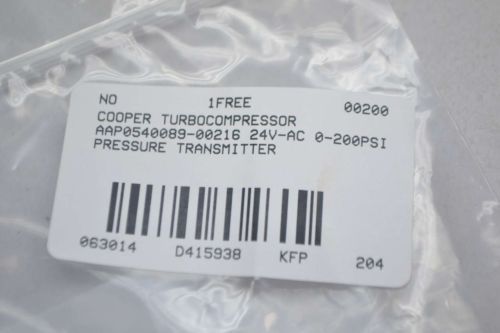 NO 1FREE 00200
COOPER TURBOCOMPRESSOR
AAP0540089-00216 24V-AC 0-200PSI
PRESSURE TRANSMITTER
063014 D415938 KFP 204